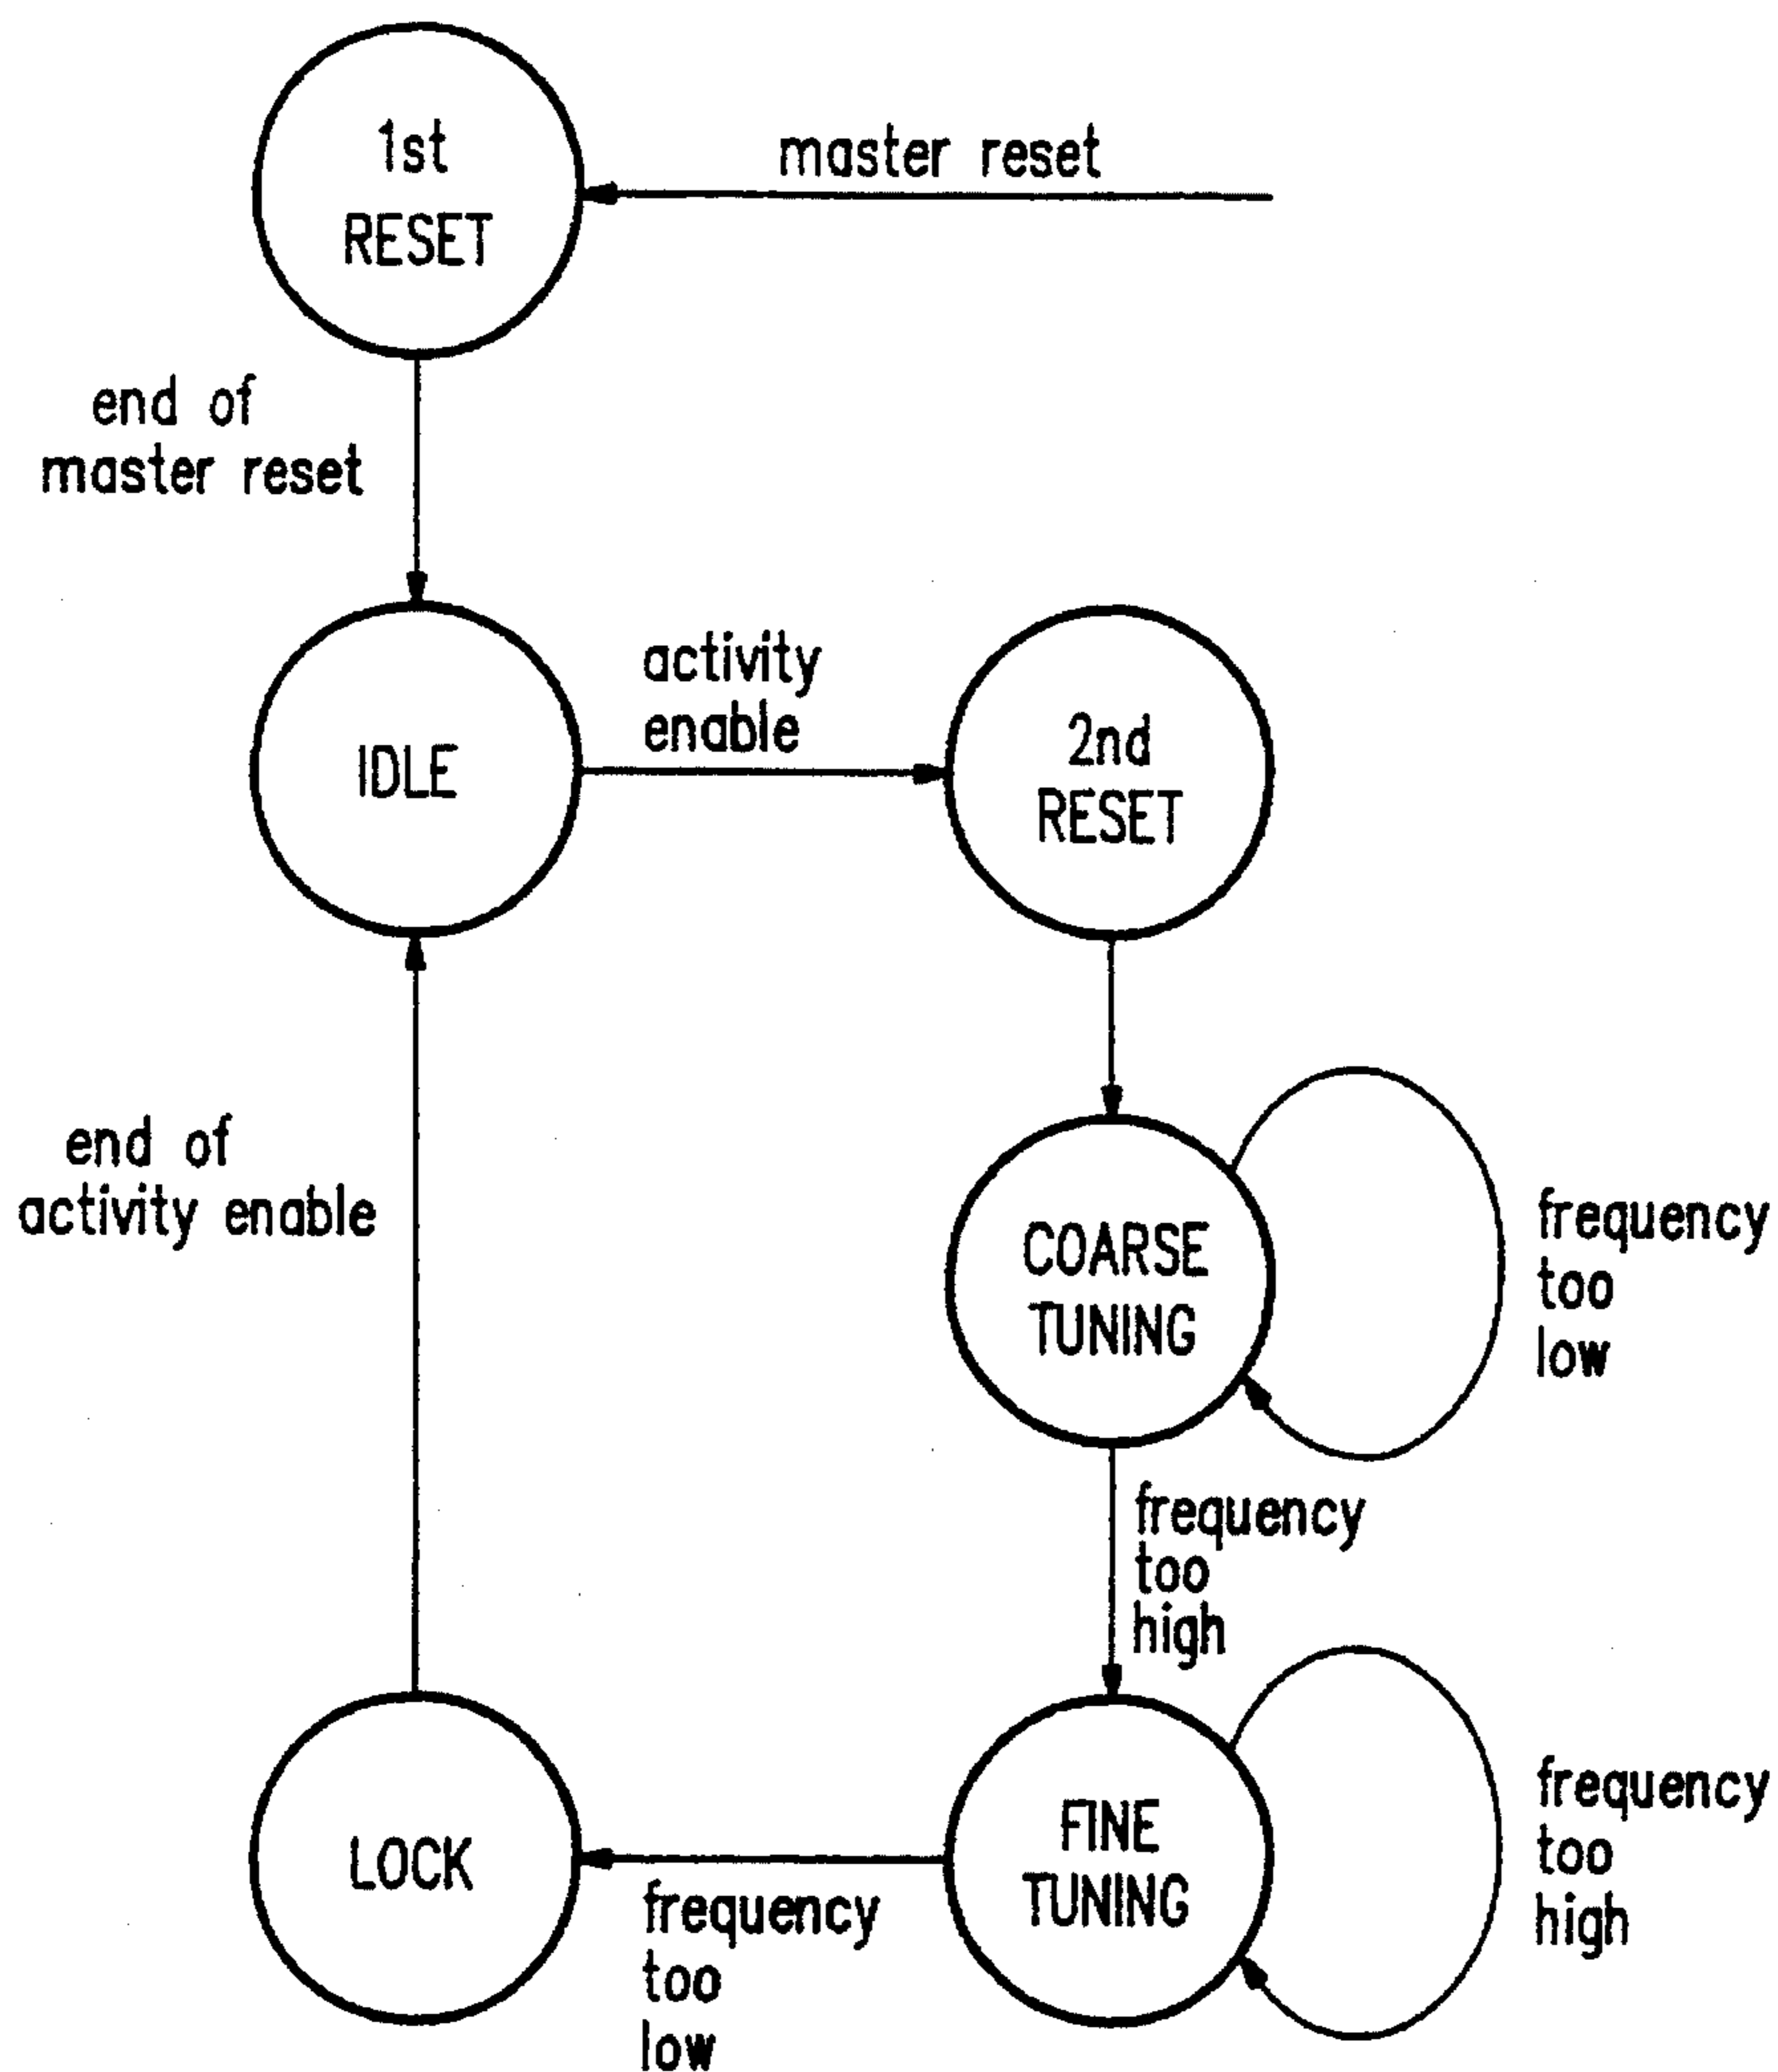 1st
RESET
master reset
end of
master reset
activity
enable
IDLE
2nd
RESET
end of
activity enable
COARSE
TUNING
frequency
too
low
frequency
too
high
LOCK
frequency
too
low
FINE
TUNING
frequency
too
high